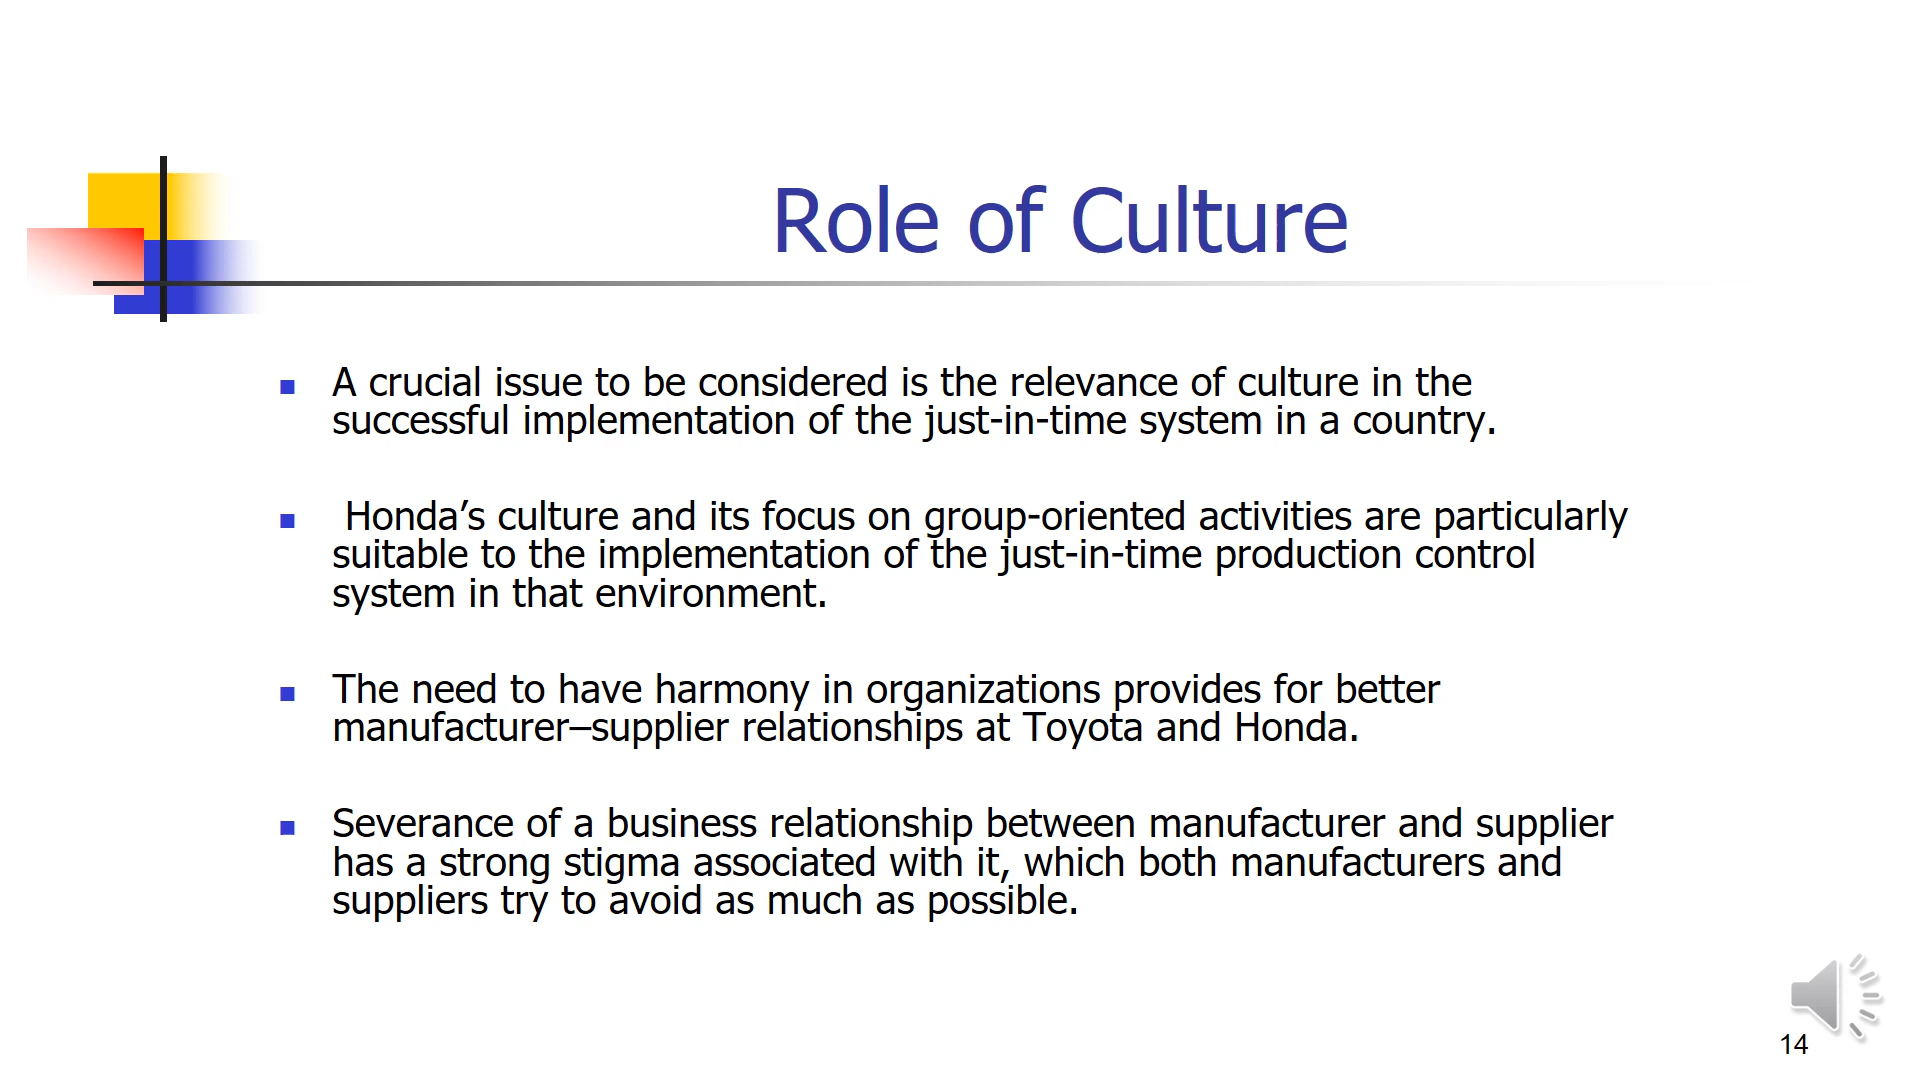 Role of Culture
A crucial issue to be considered is the relevance of culture in the
successful implementation of the just-in-time system in a country.
Honda’s culture and its focus on group-oriented activities are particularly
suitable to the implementation of the just-in-time production control
system in that environment.
The need to have harmony in organizations provides for better
manufacturer–supplier relationships at Toyota and Honda.
Severance of a business relationship between manufacturer and supplier
has a strong stigma associated with it, which both manufacturers and
suppliers try to avoid as much as possible.
14